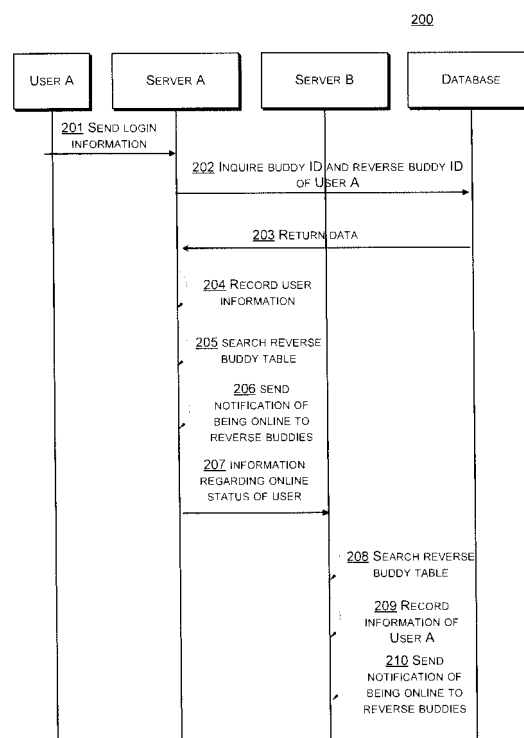 200
USER A
SERVER A
SERVER B
DATABASE
201 SEND LOGIN
INFORMATION
202 INQUIRE BUDDY ID AND REVERSE BUDDY ID
OF USER A
203 RETURN DATA
204 RECORD USER
INFORMATION
205 SEARCH REVERSE
BUDDY TABLE
206 SEND
NOTIFICATION OF
BEING ONLINE TO
REVERSE BUDDIES
207 INFORMATION
REGARDING ONLINE
STATUS OF USER
208 SEARCH REVERSE
BUDDY TABLE
209 RECORD
INFORMATION OF
USER A
210 SEND
NOTIFICATION OF
BEING ONLINE TO
REVERSE BUDDIES